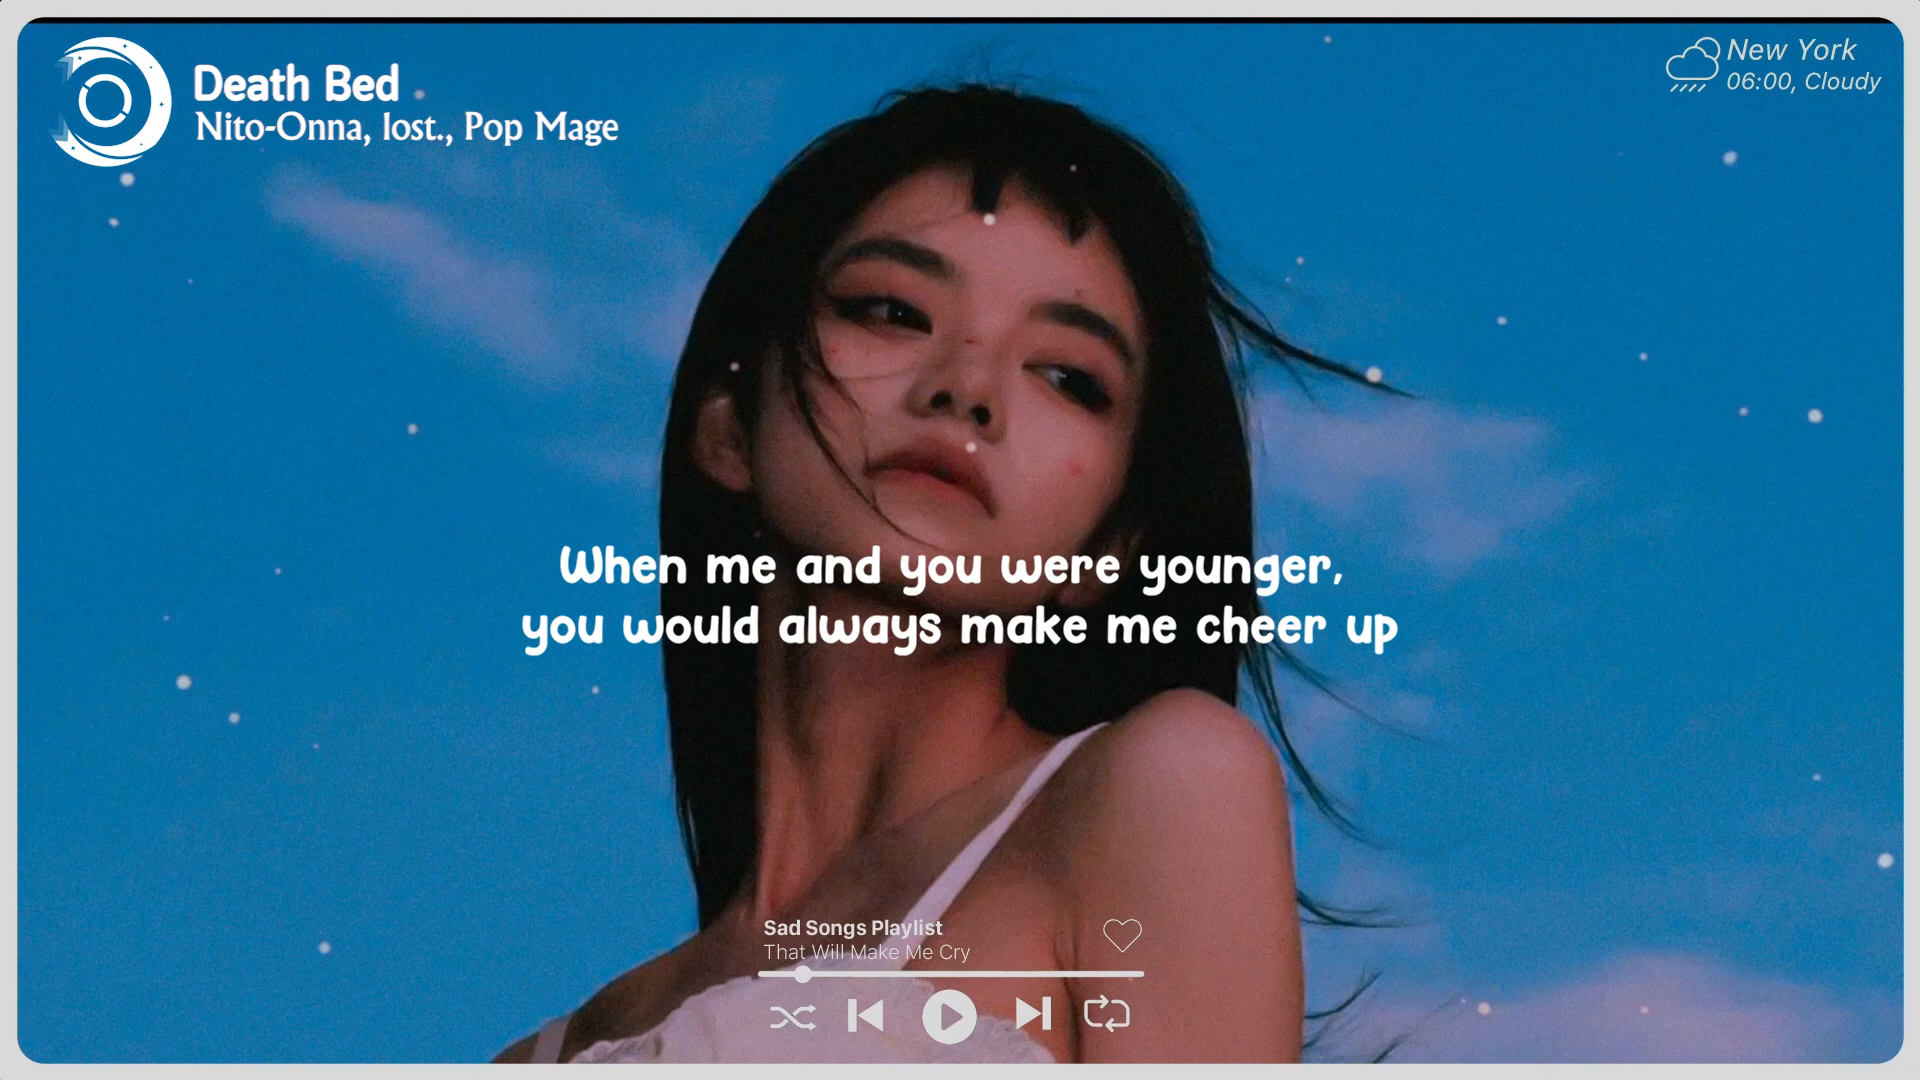 Death Bed
Nito-Onna, lost., Pop Mage
New York
06:00, Cloudy
When me and you were younger,
you would always make me cheer up
Sad Songs Playlist
That Will Make Me Cry